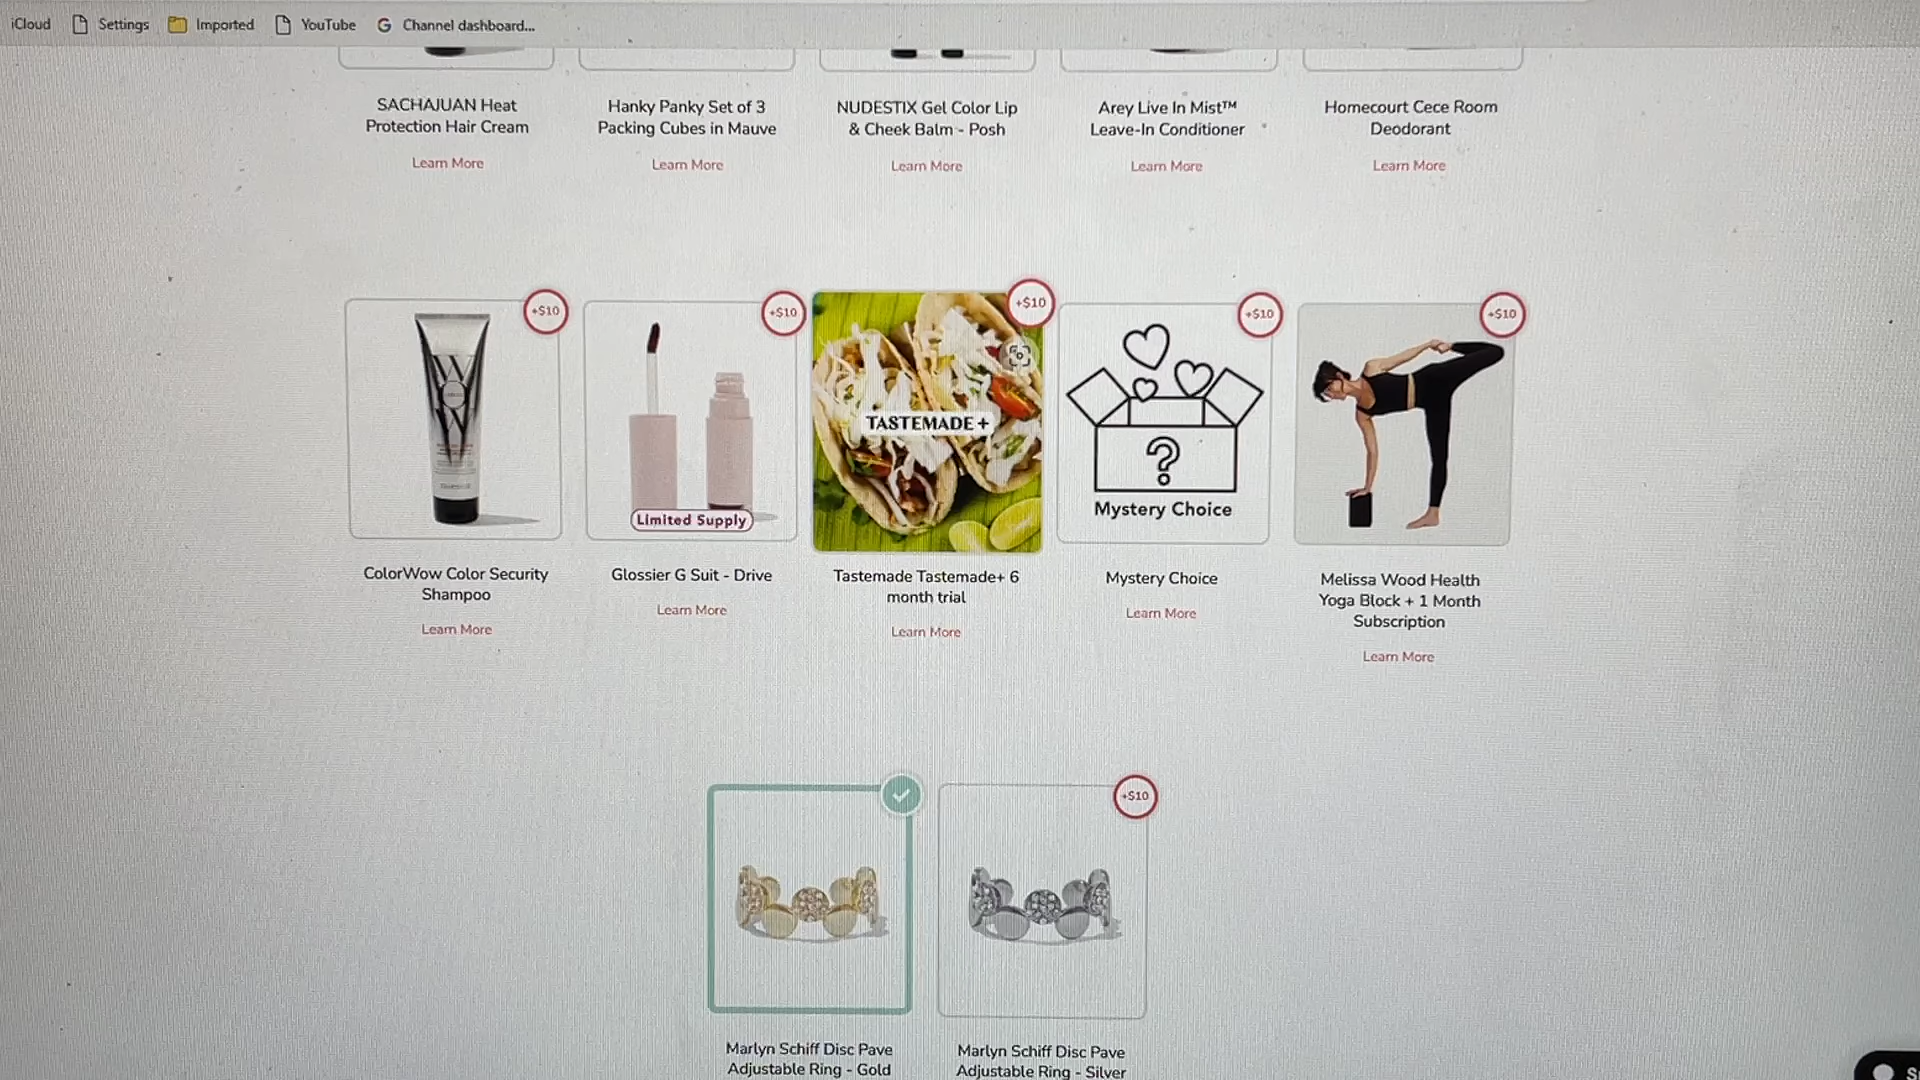 iCloud
Settings
Imported
YouTube
Channel dashboard...
SACHAJUAN Heat
Protection Hair Cream
Learn More
Hanky Panky Set of 3
Packing Cubes in Mauve
Learn More
NUDESTIX Gel Color Lip
& Cheek Balm - Posh
Learn More
Arey Live In Mist™
Leave-In Conditioner
Learn More
Homecourt Cece Room
Deodorant
Learn More
+$10
ColorWow Color Security
Shampoo
Learn More
+$10
Limited Supply
Glossier G Suit - Drive
Learn More
+$10
TASTEMADE +
Tastemade Tastemade+ 6
month trial
Learn More
+$10
?
Mystery Choice
Mystery Choice
Learn More
+$10
Melissa Wood Health
Yoga Block + 1 Month
Subscription
Learn More
Marlyn Schiff Disc Pave
Adjustable Ring - Gold
+$10
Marlyn Schiff Disc Pave
Adjustable Ring - Silver